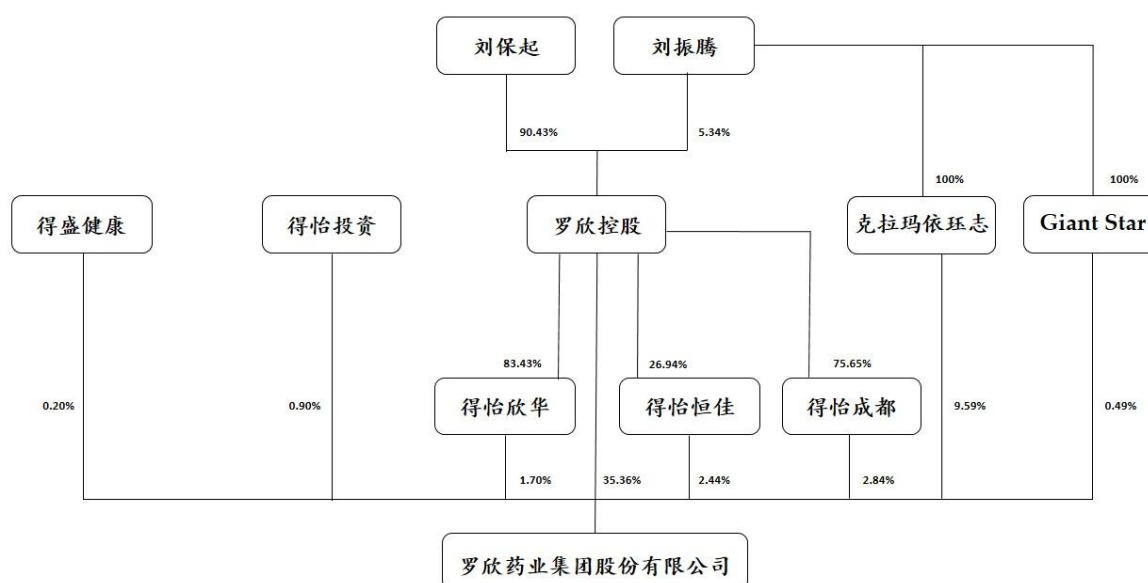 刘保起
刘振腾
90.43%
5.34%
100%
100%
得盛健康
得怡投资
罗欣控股
克拉玛依珏志
Giant Star
83.43%
26.94%
75.65%
0.20%
0.90%
得怡欣华
得怡恒佳
得怡成都
9.59%
0.49%
1.70%
35.36%
2.44%
2.84%
罗欣药业集团股份有限公司